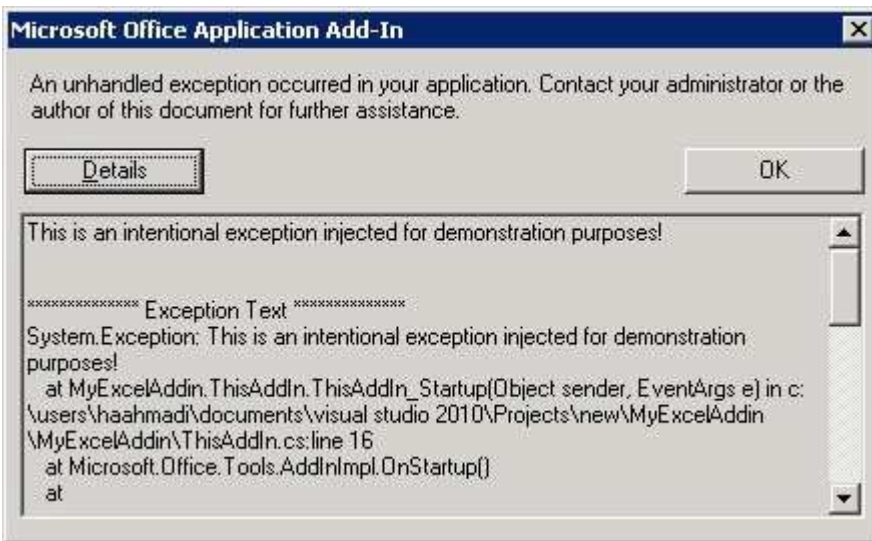 Microsoft Office Application Add-In
An unhandled exception occurred in your application. Contact your administrator or the
author of this document for further assistance.
Details
OK
This is an intentional exception injected for demonstration purposes!
************** Exception Text **************
System.Exception: This is an intentional exception injected for demonstration
purposes!
at MyExcelAddin.ThisAddIn.ThisAddIn_Startup(Object sender, EventArgs e) in c:
\users\haahmadi\documents\visual studio 2010\Projects\new\MyExcelAddin
\MyExcelAddin\ThisAddIn.cs:line 16
at Microsoft.Office.Tools.AddInImpl.OnStartup()
at